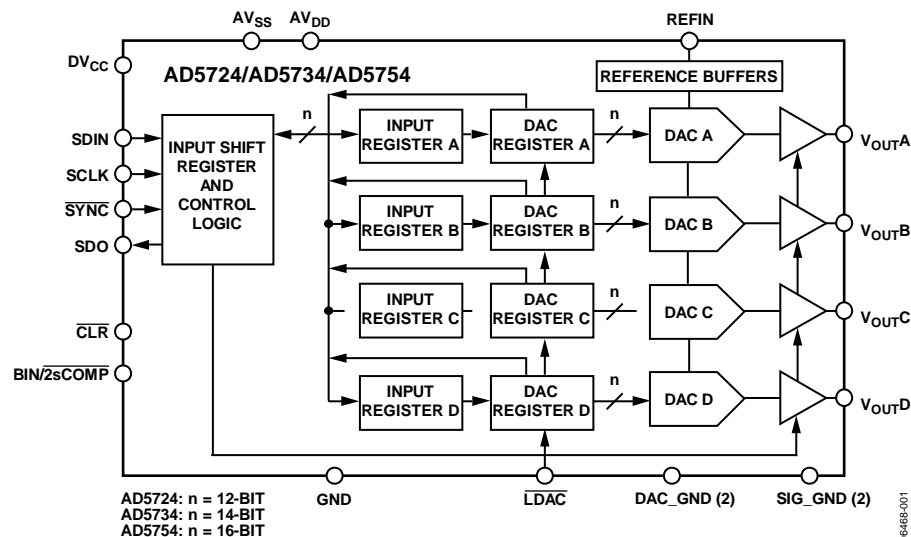 AVSS AVDD REFIN
DVCC
AD5724/AD5734/AD5754
REFERENCE BUFFERS
SDIN
SCLK
SYNC
SDO
CLR
BIN/2sCOMP
INPUT SHIFT
REGISTER
AND
CONTROL
LOGIC
n
INPUT
REGISTER A
DAC
REGISTER A
n
DAC A
VOUTA
INPUT
REGISTER B
DAC
REGISTER B
n
DAC B
VOUTB
INPUT
REGISTER C
DAC
REGISTER C
n
DAC C
VOUTC
INPUT
REGISTER D
DAC
REGISTER D
n
DAC D
VOUTD
GND LDAC DAC_GND (2) SIG_GND (2)
AD5724: n = 12-BIT
AD5734: n = 14-BIT
AD5754: n = 16-BIT